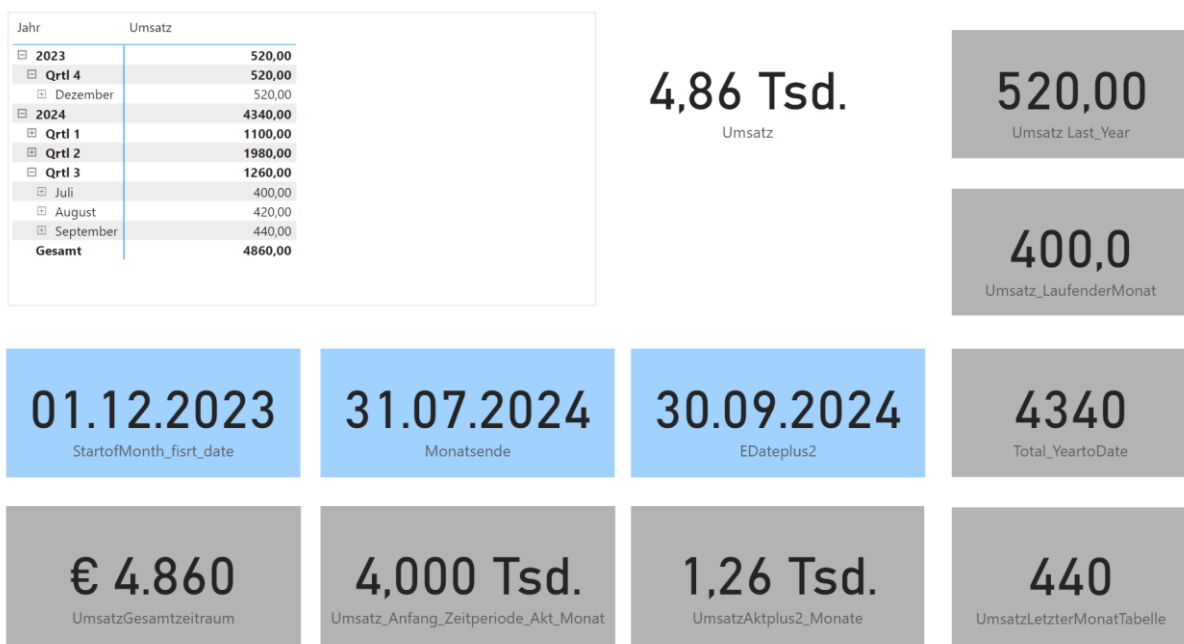 Jahr Umsatz
2023 520,00
Qrtl 4 520,00
Dezember 520,00
2024 4340,00
Qrtl 1 1100,00
Qrtl 2 1980,00
Qrtl 3 1260,00
Juli 400,00
August 420,00
September 440,00
Gesamt 4860,00
4,86 Tsd.
Umsatz
520,00
Umsatz Last_Year
400,0
Umsatz_LaufenderMonat
01.12.2023
StartofMonth_fisrt_date
31.07.2024
Monatsende
30.09.2024
EDateplus2
4340
Total_YeartoDate
€ 4.860
UmsatzGesamtzeitraum
4,000 Tsd.
Umsatz_Anfang_Zeitperiode_Akt_Monat
1,26 Tsd.
UmsatzAktplus2_Monate
440
UmsatzLetzterMonatTabelle